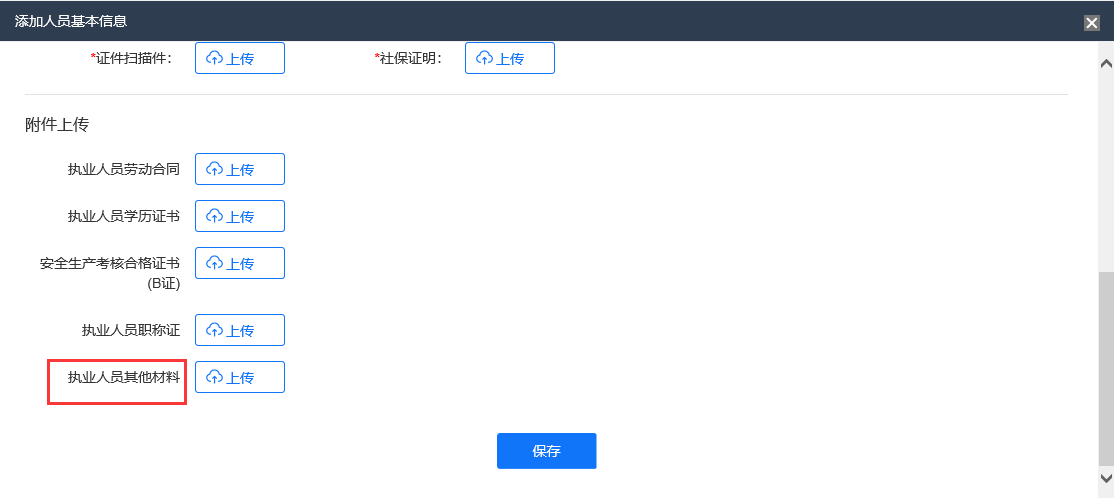 添加人员基本信息
*证件扫描件： 上传 *社保证明： 上传
附件上传
执业人员劳动合同 上传
执业人员学历证书 上传
安全生产考核合格证书 上传
(B证)
执业人员职称证 上传
执业人员其他材料 上传
保存